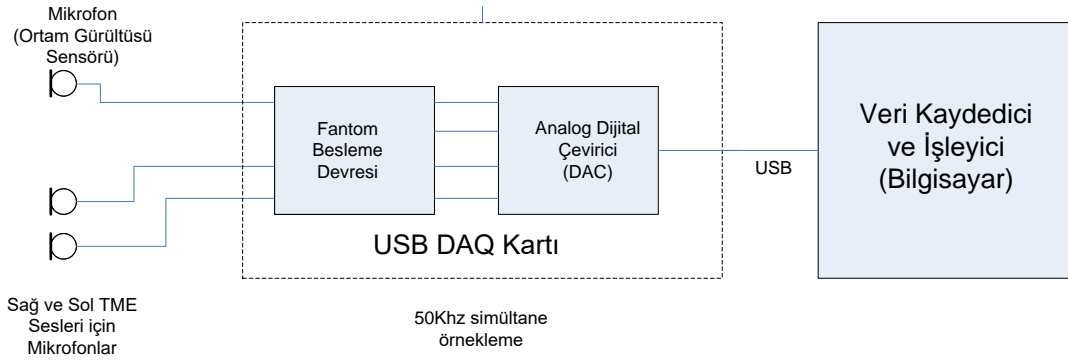 Mikrofon
(Ortam Gürültüsü
Sensörü)
Fantom
Besleme
Devresi
Analog Dijital
Çevirici
(DAC)
USB
Veri Kaydedici
ve İşleyici
(Bilgisayar)
USB DAQ Kartı
Sağ ve Sol TME
Sesleri için
Mikrofonlar
50Khz simültane
örnekleme